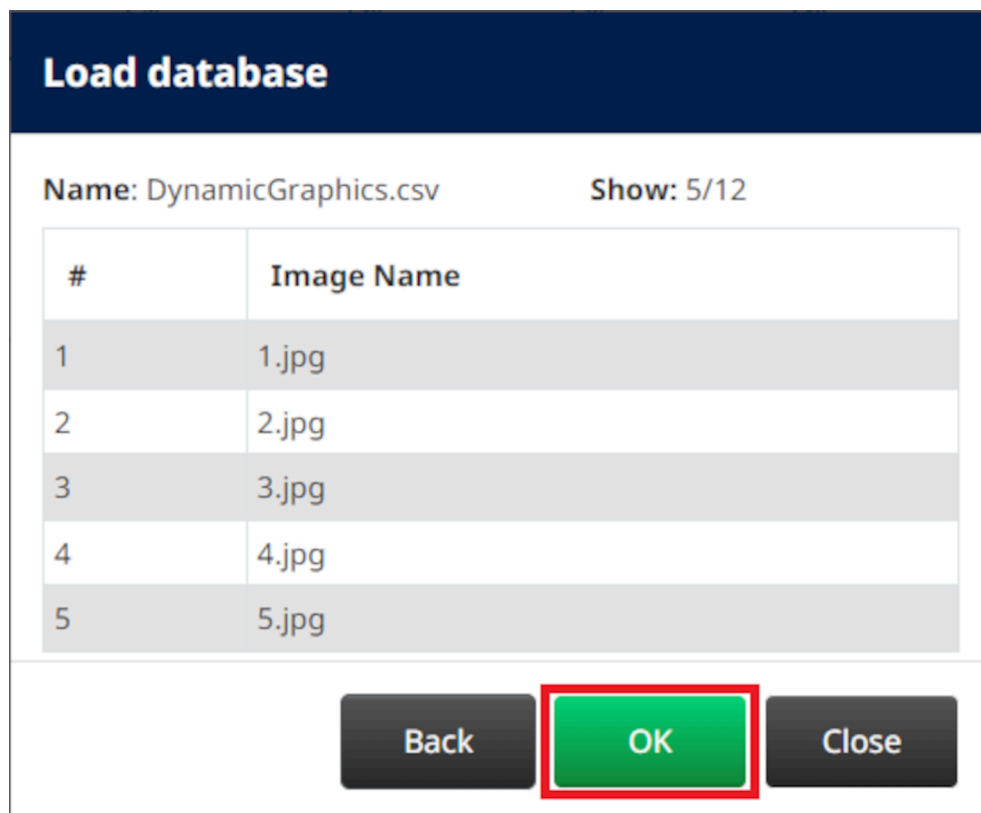 Load database
Name: DynamicGraphics.csv Show: 5/12
# Image Name
1 1.jpg
2 2.jpg
3 3.jpg
4 4.jpg
5 5.jpg
Back OK Close